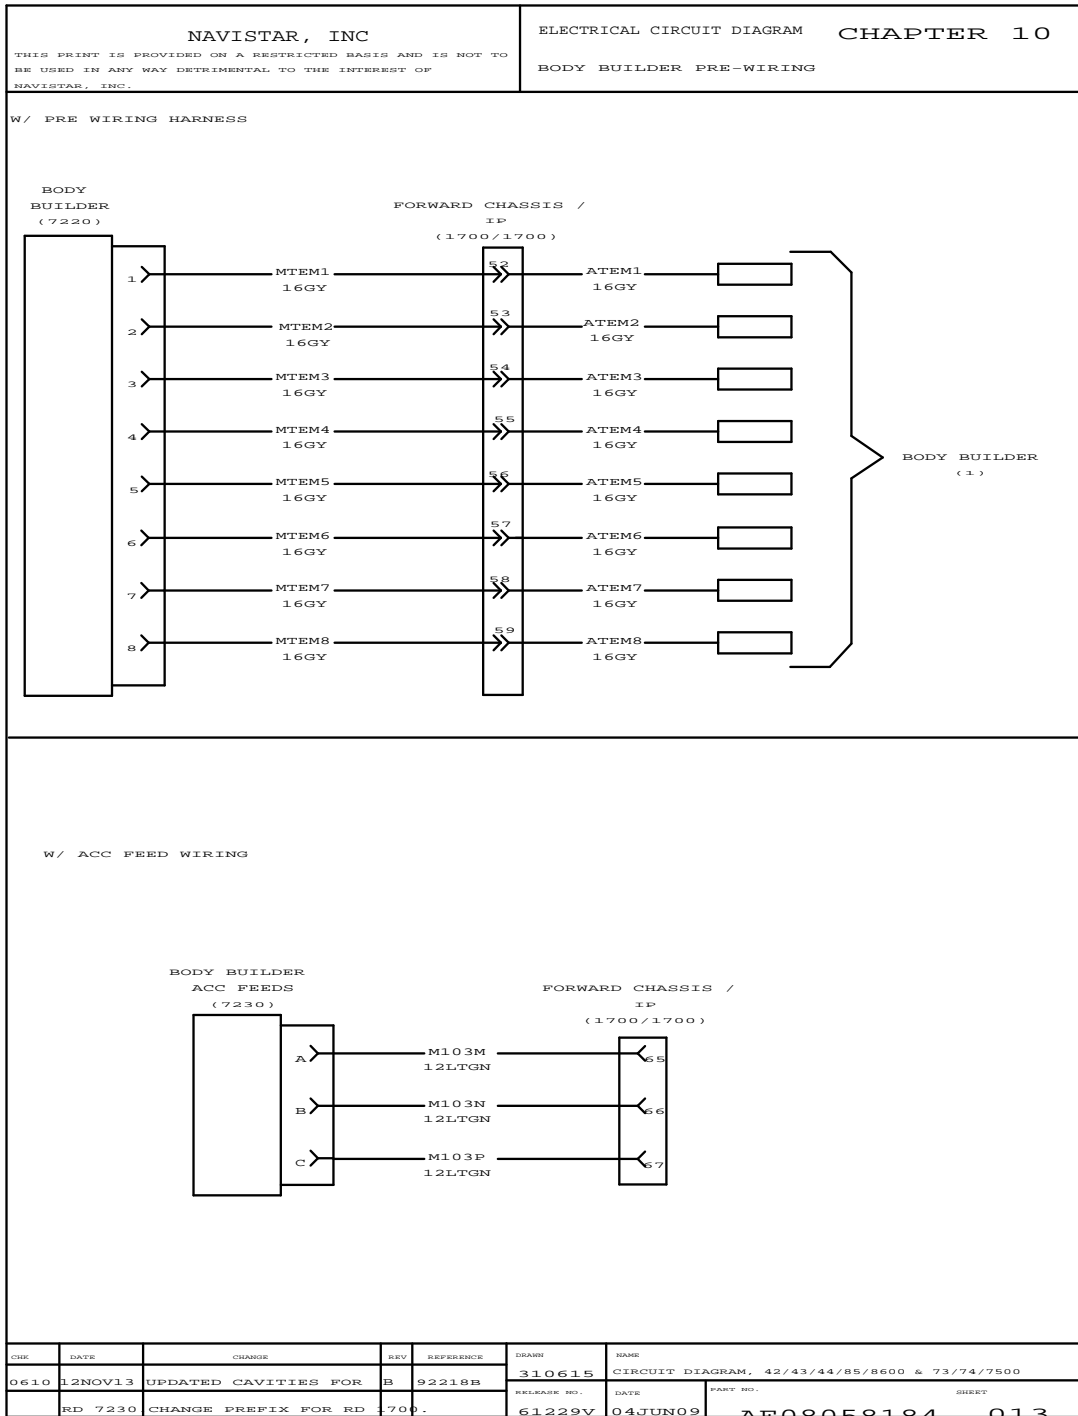 NAVISTAR, INC
THIS PRINT IS PROVIDED ON A RESTRICTED BASIS AND IS NOT TO
BE USED IN ANY WAY DETRIMENTAL TO THE INTEREST OF
NAVISTAR, INC.
ELECTRICAL CIRCUIT DIAGRAM
CHAPTER 10
BODY BUILDER PRE-WIRING
W/ PRE WIRING HARNESS
BODY
BUILDER
(7220)
FORWARD CHASSIS /
IP
(1700/1700)
1 MTEM1 52 ATEM1
16GY 16GY
2 MTEM2 53 ATEM2
16GY 16GY
3 MTEM3 54 ATEM3
16GY 16GY
4 MTEM4 55 ATEM4
16GY 16GY
5 MTEM5 56 ATEM5
16GY 16GY
6 MTEM6 57 ATEM6
16GY 16GY
7 MTEM7 58 ATEM7
16GY 16GY
8 MTEM8 59 ATEM8
16GY 16GY
BODY BUILDER
(1)
W/ ACC FEED WIRING
BODY BUILDER
ACC FEEDS
(7230)
FORWARD CHASSIS /
IP
(1700/1700)
A M103M 65
12LTGN
B M103N 66
12LTGN
C M103P 67
12LTGN
CHK DATE CHANGE REV REFERENCE
0610 12NOV13 UPDATED CAVITIES FOR B 92218B
RD 7230 CHANGE PREFIX FOR RD 1700.
DRAWN
310615
NAME
CIRCUIT DIAGRAM, 42/43/44/85/8600 & 73/74/7500
RELEASE NO.
61229V
DATE
04JUN09
PART NO.
AE08058184
SHEET
013